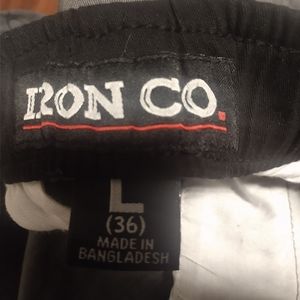 IRON CO.
L
(36)
MADE IN
BANGLADESH